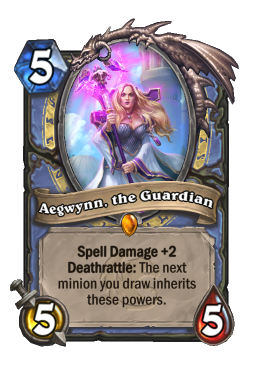 5
Aegwynn, the Guardian
Spell Damage +2
Deathrattle: The next
minion you draw inherits
these powers.
5
5